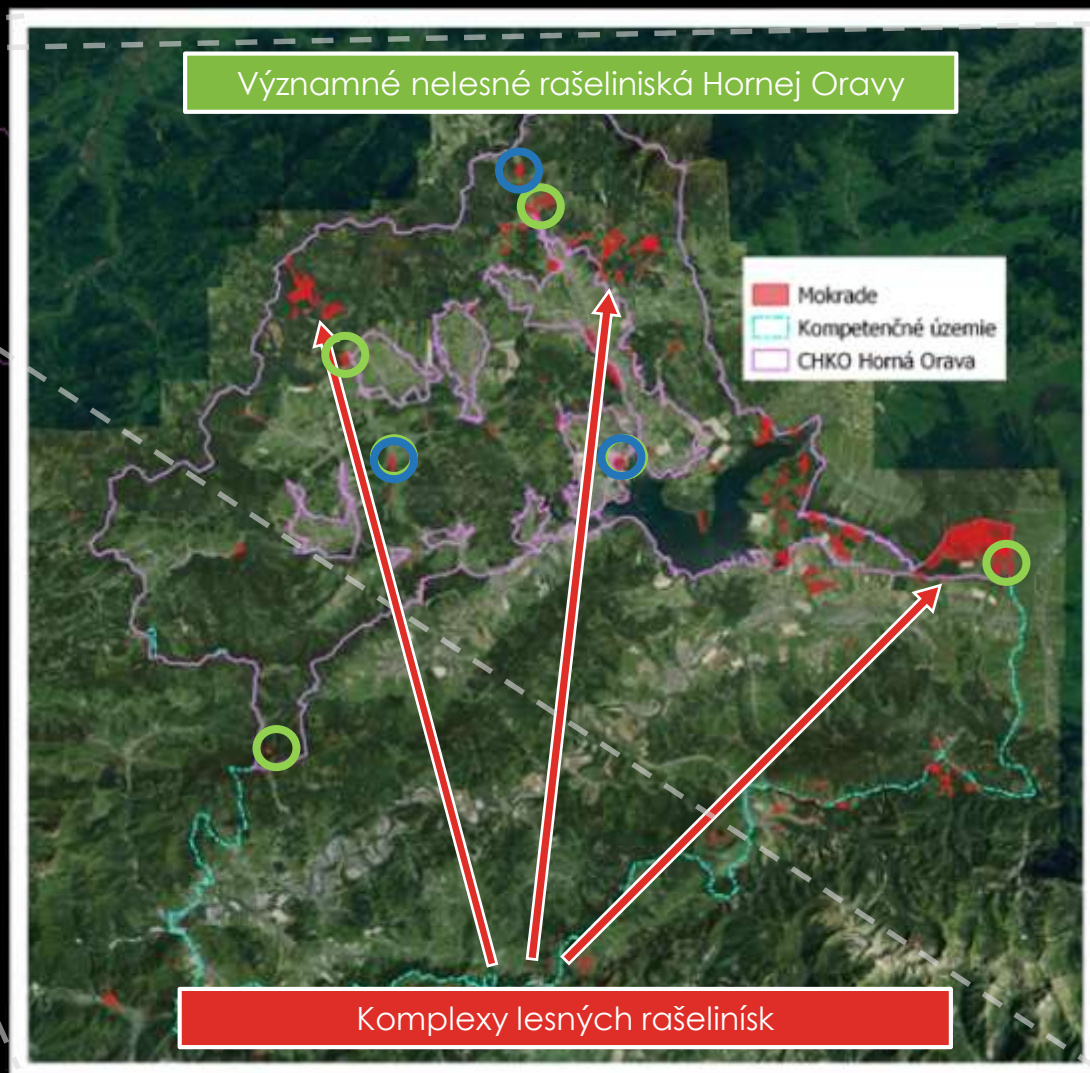 Významné nelesné rašeliniská Hornej Oravy
Mokrade
Kompetenčné územie
CHKO Horná Orava
Komplexy lesných rašelinísk